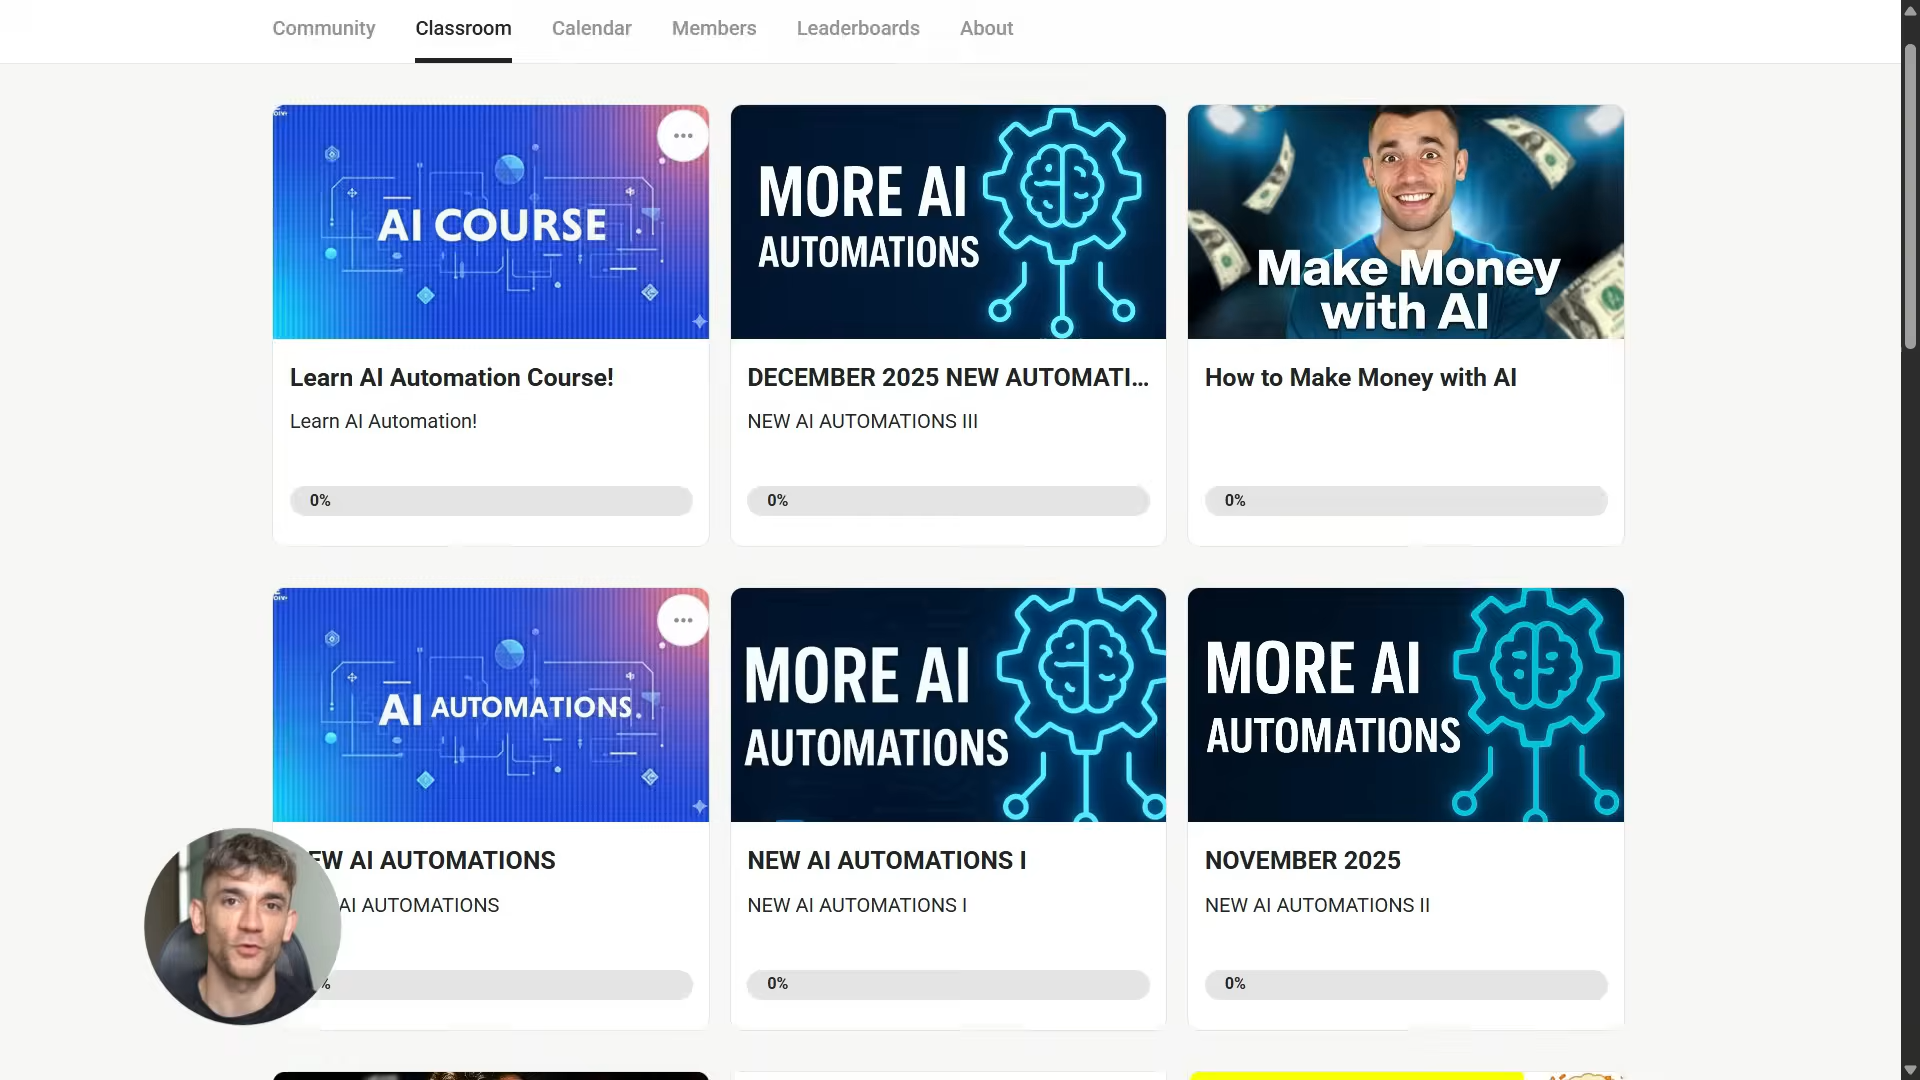 Community Classroom Calendar Members Leaderboards About
AI COURSE
MORE AI
AUTOMATIONS
Make Money
with AI
Learn AI Automation Course!
DECEMBER 2025 NEW AUTOMATI...
How to Make Money with AI
Learn AI Automation!
NEW AI AUTOMATIONS III
0%
0%
0%
AI AUTOMATIONS.
MORE AI
AUTOMATIONS
MORE AI
AUTOMATIONS
EW AI AUTOMATIONS
NEW AI AUTOMATIONS I
NOVEMBER 2025
AI AUTOMATIONS
NEW AI AUTOMATIONS I
NEW AI AUTOMATIONS II
%
0%
0%